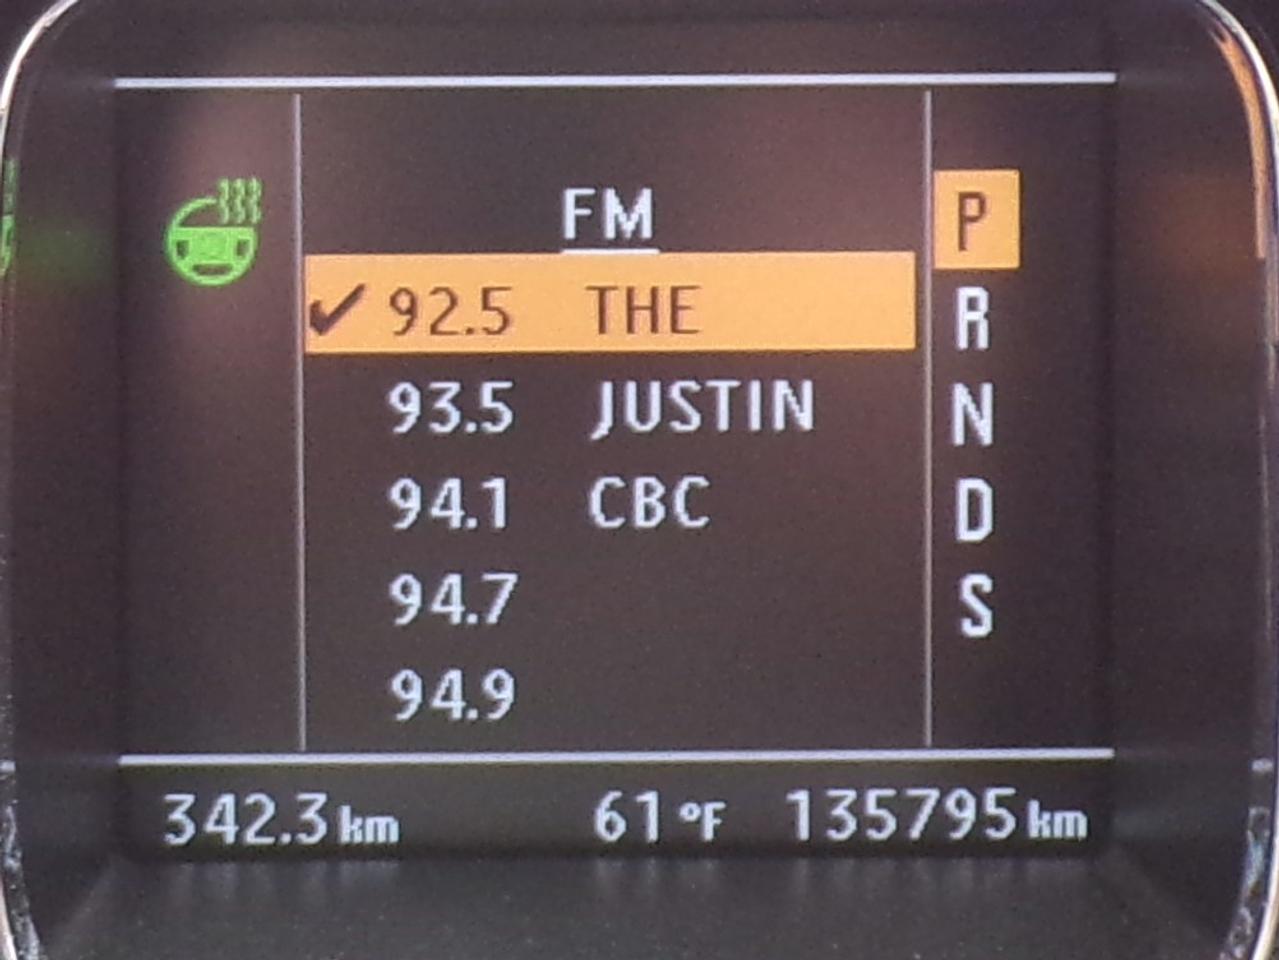 FM
✔ 92.5 THE
93.5 JUSTIN
94.1 CBC
94.7
94.9
P
R
N
D
S
342.3 km 61 °F 135795 km